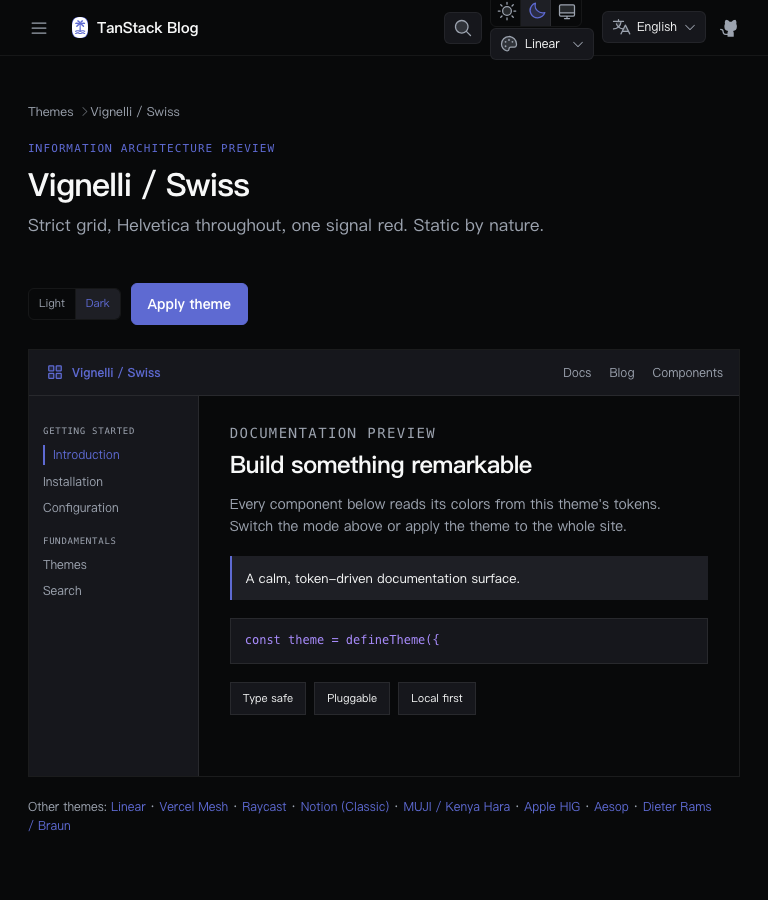 TanStack Blog
Linear
English
Themes
Vignelli / Swiss
INFORMATION ARCHITECTURE PREVIEW
Vignelli / Swiss
Strict grid, Helvetica throughout, one signal red. Static by nature.
Light
Dark
Apply theme
Vignelli / Swiss
Docs
Blog
Components
GETTING STARTED
Introduction
Installation
Configuration
FUNDAMENTALS
Themes
Search
DOCUMENTATION PREVIEW
Build something remarkable
Every component below reads its colors from this theme's tokens.
Switch the mode above or apply the theme to the whole site.
A calm, token-driven documentation surface.
const theme = defineTheme({
Type safe
Pluggable
Local first
Other themes: Linear · Vercel Mesh · Raycast · Notion (Classic) · MUJI / Kenya Hara · Apple HIG · Aesop · Dieter Rams
/ Braun